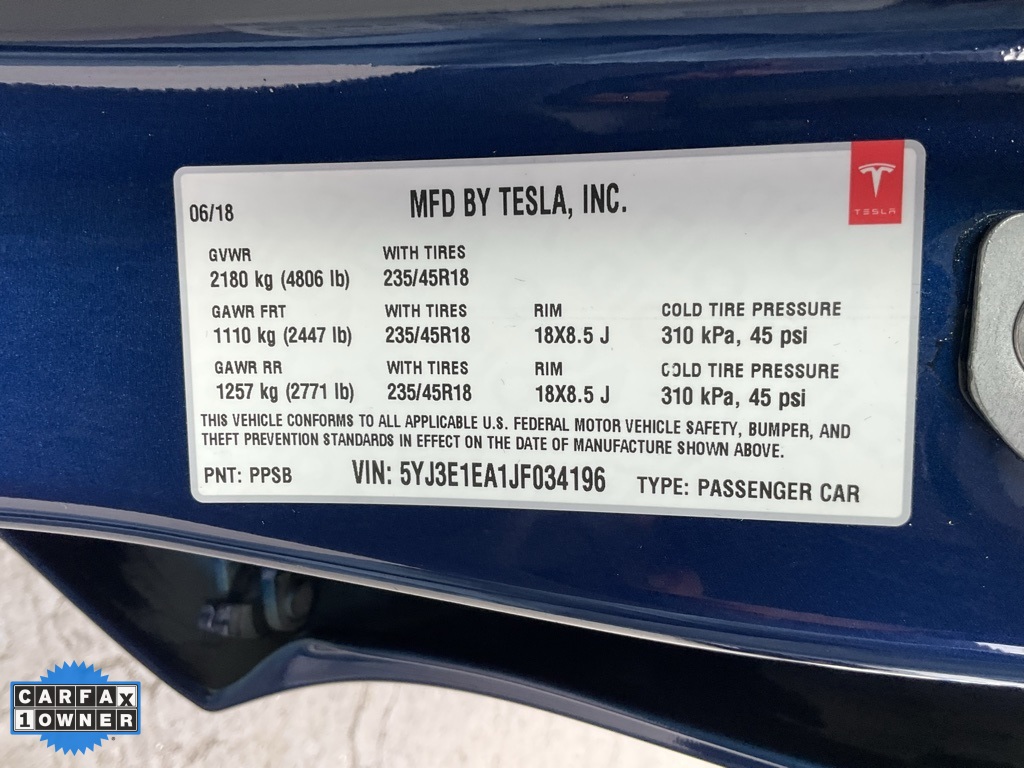 06/18
MFD BY TESLA, INC.
TESLA
GVWR WITH TIRES
2180 kg (4806 lb) 235/45R18
GAWR FRT WITH TIRES RIM COLD TIRE PRESSURE
1110 kg (2447 lb) 235/45R18 18X8.5 J 310 kPa, 45 psi
GAWR RR WITH TIRES RIM COLD TIRE PRESSURE
1257 kg (2771 lb) 235/45R18 18X8.5 J 310 kPa, 45 psi
THIS VEHICLE CONFORMS TO ALL APPLICABLE U.S. FEDERAL MOTOR VEHICLE SAFETY, BUMPER, AND
THEFT PREVENTION STANDARDS IN EFFECT ON THE DATE OF MANUFACTURE SHOWN ABOVE.
PNT: PPSB VIN: 5YJ3E1EA1JF034196 TYPE: PASSENGER CAR
CARFAX
1 OWNER